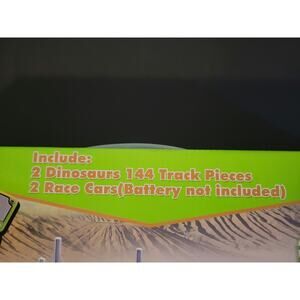 Include:
2 Dinosaurs 144 Track Pieces
2 Race Cars(Battery not included)